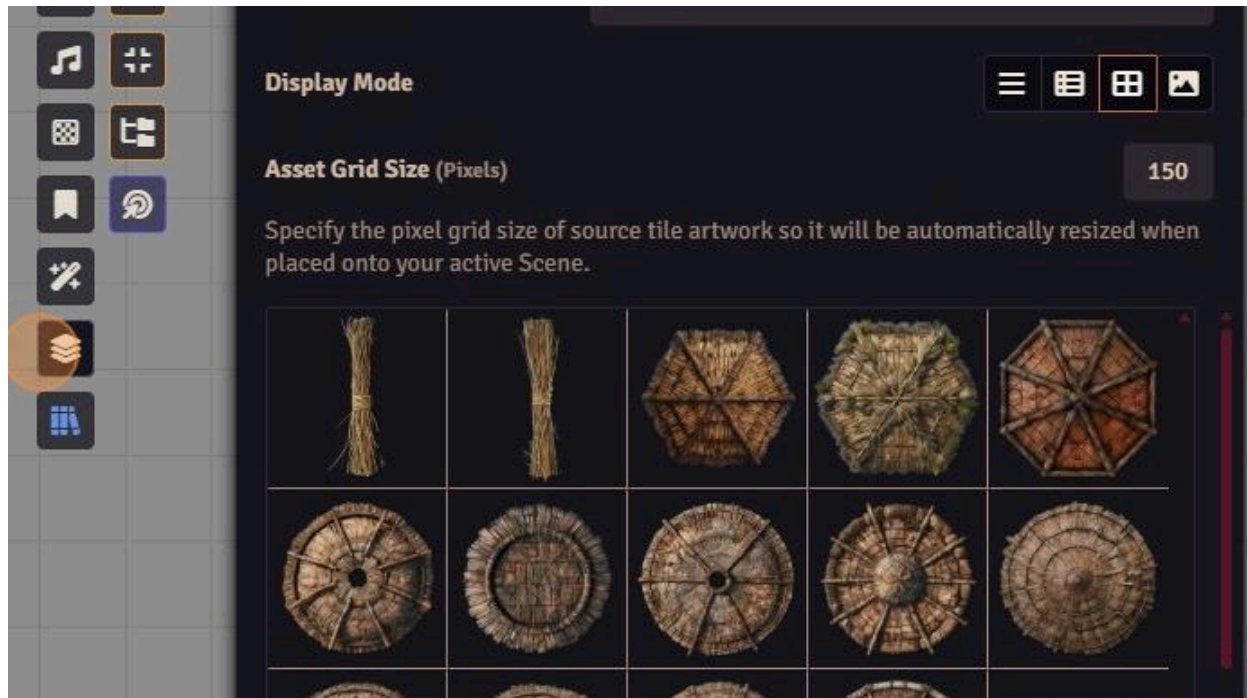 Display Mode
Asset Grid Size (Pixels)
150
Specify the pixel grid size of source tile artwork so it will be automatically resized when
placed onto your active Scene.